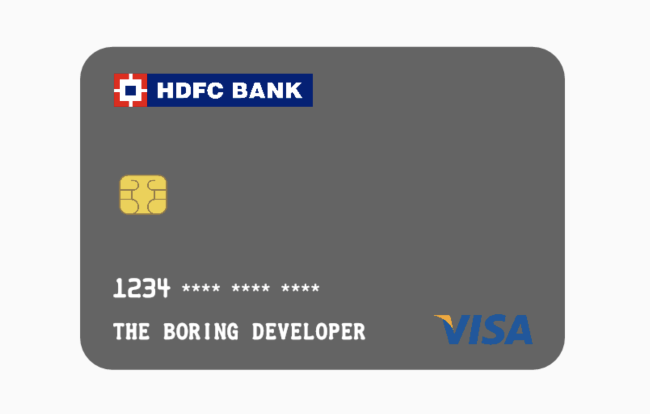 HDFC BANK
1234 **** **** ****
THE BORING DEVELOPER
VISA